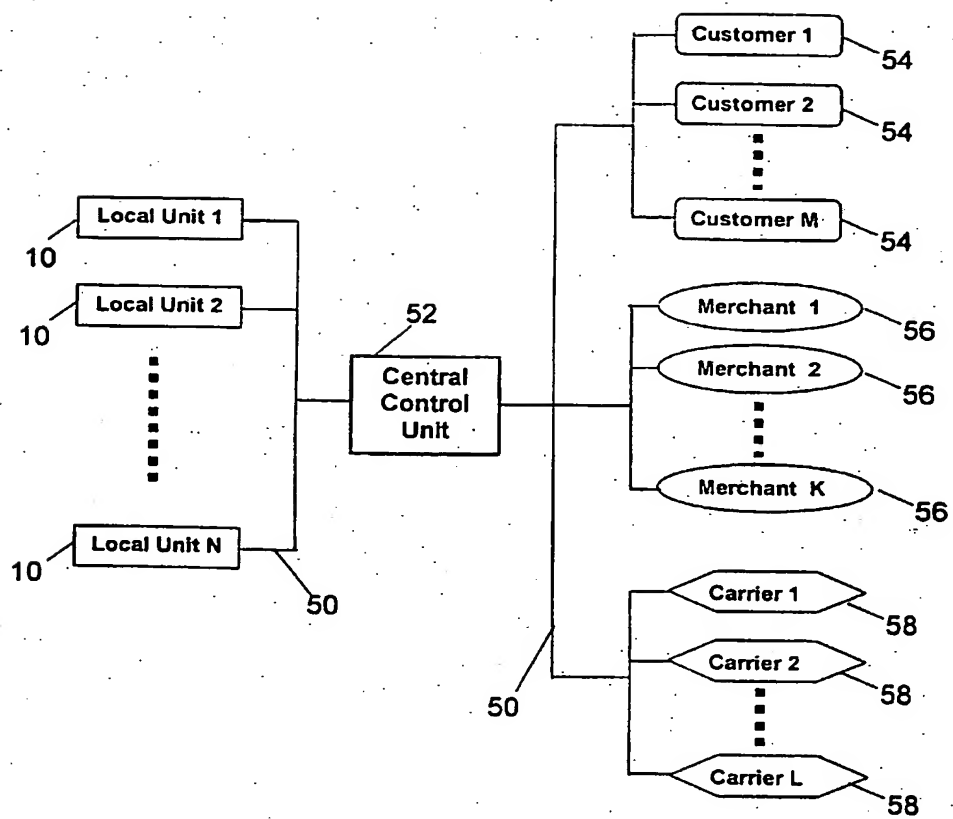 Customer 1
54
Customer 2
54
Customer M
54
Local Unit 1
10
Local Unit 2
10
Local Unit N
10
50
52
Central
Control
Unit
Merchant 1
56
Merchant 2
56
Merchant K
56
Carrier 1
58
Carrier 2
58
Carrier L
58
50